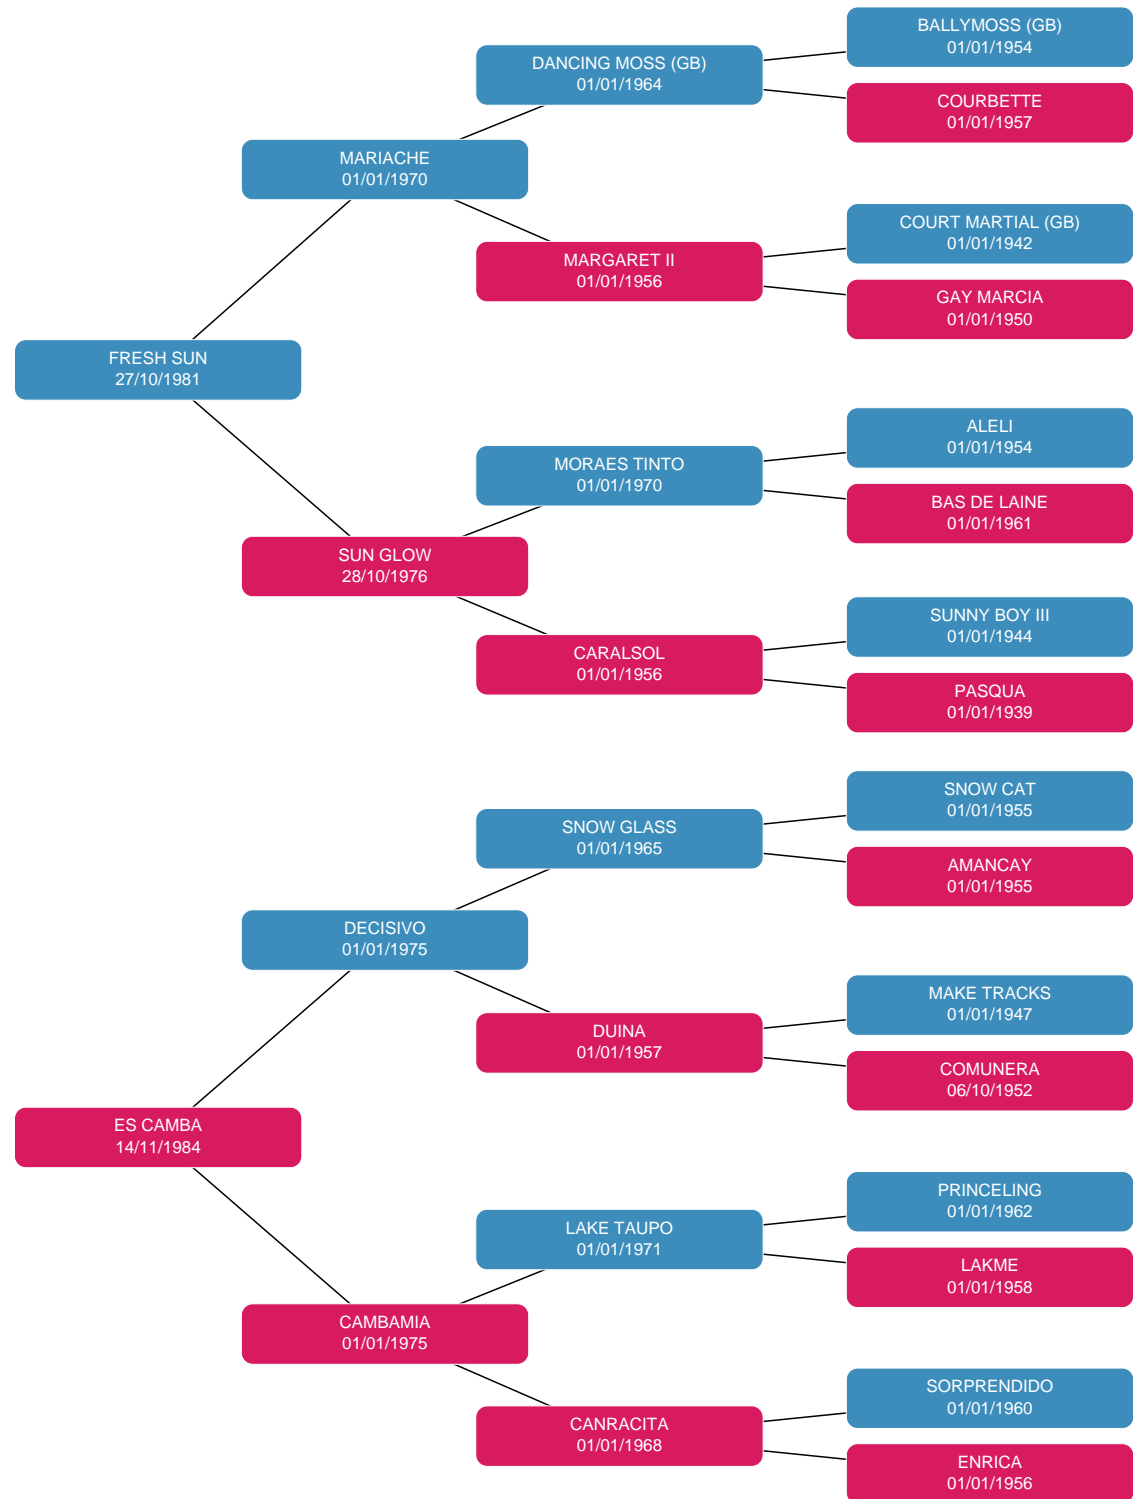 BALLYMOSS (GB)
01/01/1954
DANCING MOSS (GB)
01/01/1964
COURBETTE
01/01/1957
MARIACHE
01/01/1970
COURT MARTIAL (GB)
01/01/1942
MARGARET II
01/01/1956
GAY MARCIA
01/01/1950
FRESH SUN
27/10/1981
ALELI
01/01/1954
MORAES TINTO
01/01/1970
BAS DE LAINE
01/01/1961
SUN GLOW
28/10/1976
SUNNY BOY III
01/01/1944
CARALSOL
01/01/1956
PASQUA
01/01/1939
SNOW CAT
01/01/1955
SNOW GLASS
01/01/1965
AMANCAY
01/01/1955
DECISIVO
01/01/1975
MAKE TRACKS
01/01/1947
DUINA
01/01/1957
COMUNERA
06/10/1952
ES CAMBA
14/11/1984
PRINCELING
01/01/1962
LAKE TAUPO
01/01/1971
LAKME
01/01/1958
CAMBAMIA
01/01/1975
SORPRENDIDO
01/01/1960
CANRACITA
01/01/1968
ENRICA
01/01/1956